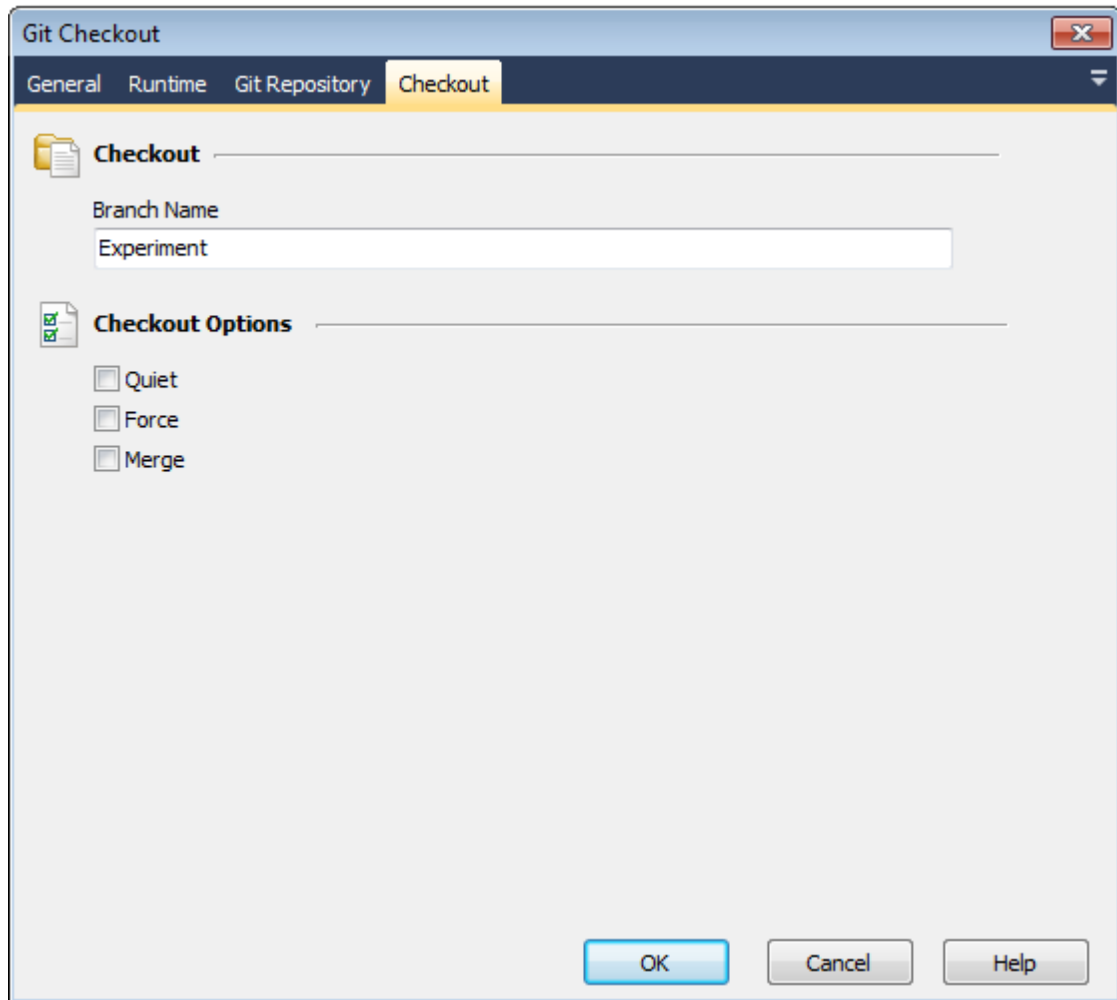 Git Checkout
General Runtime Git Repository Checkout
Checkout
Branch Name
Experiment
Checkout Options
Quiet
Force
Merge
OK Cancel Help